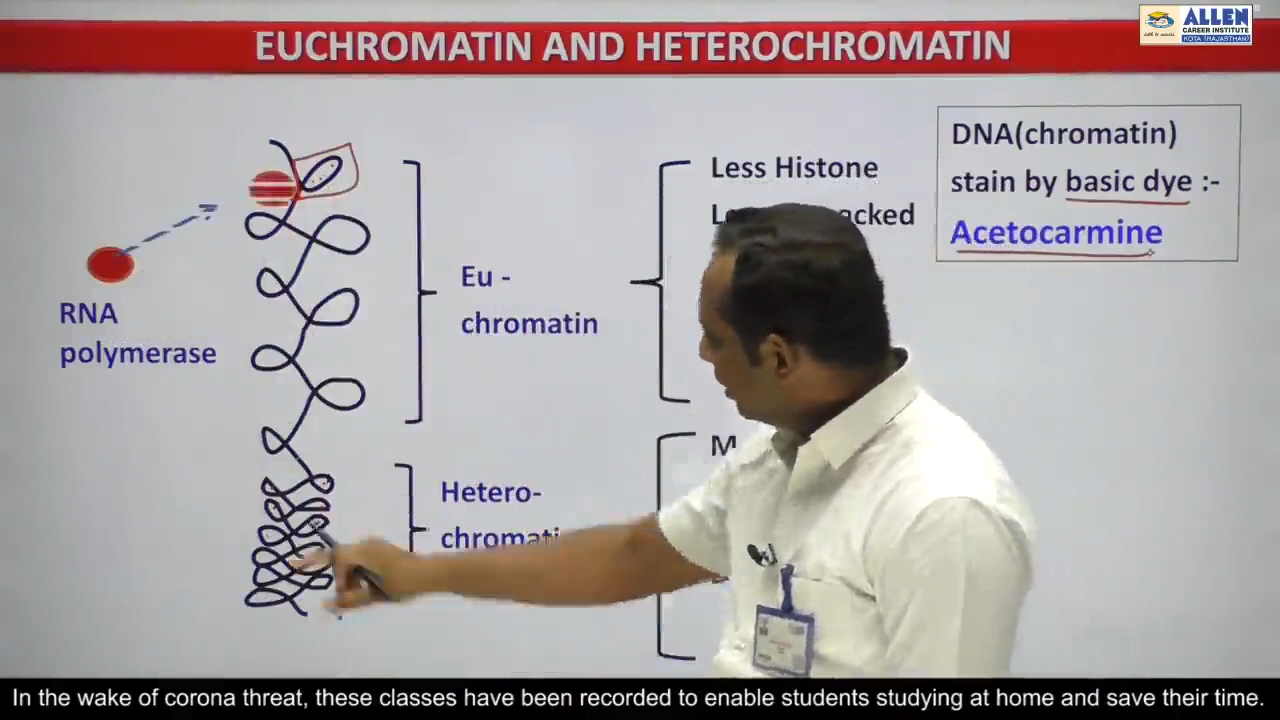 ALLEN
CAREER INSTITUTE
KOTA (RAJASTHAN)
EUCHROMATIN AND HETEROCHROMATIN
DNA(chromatin)
stain by basic dye :-
Acetocarmine
Less Histone
RNA
polymerase
Eu -
chromatin
Hetero-
In the wake of corona threat, these classes have been recorded to enable students studying at home and save their time.